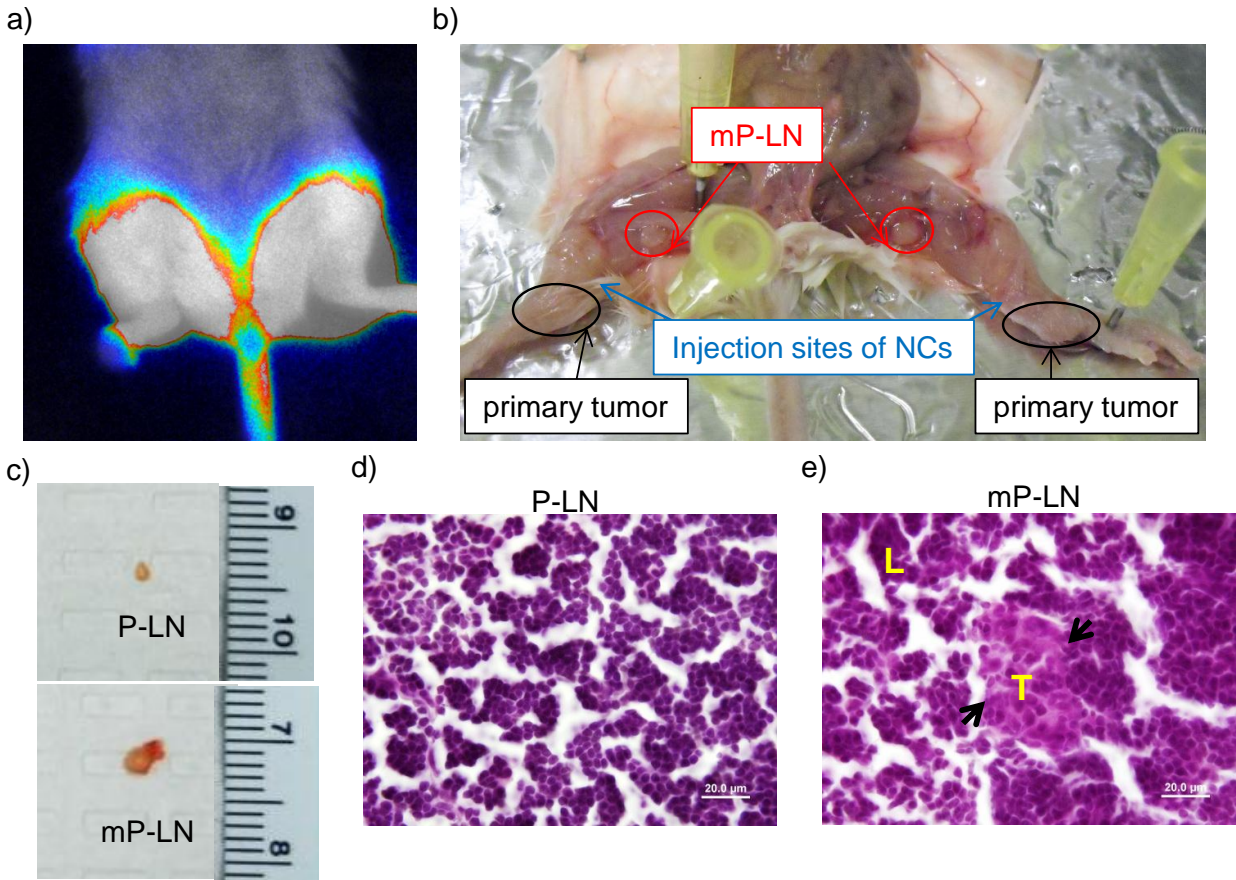 a)
b)
mP-LN
Injection sites of NCs
primary tumor
primary tumor
c)
9
P-LN
10
7
mP-LN
8
d)
P-LN
20.0 µm
e)
mP-LN
L
T
20.0 µm